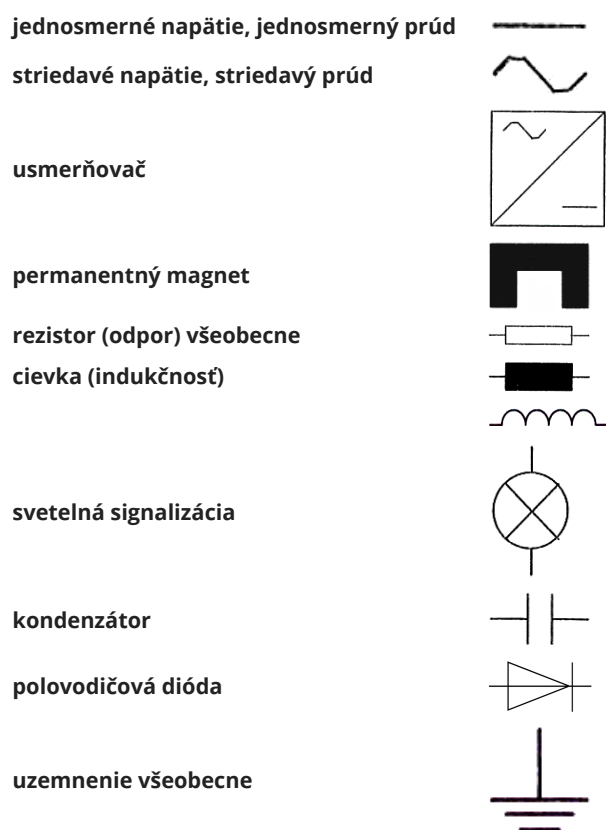 jednosmerné napätie, jednosmerný prúd
striedavé napätie, striedavý prúd
usmerňovač
permanentný magnet
rezistor (odpor) všeobecne
cievka (indukčnosť)
svetelná signalizácia
kondenzátor
polovodičová dióda
uzemnenie všeobecne